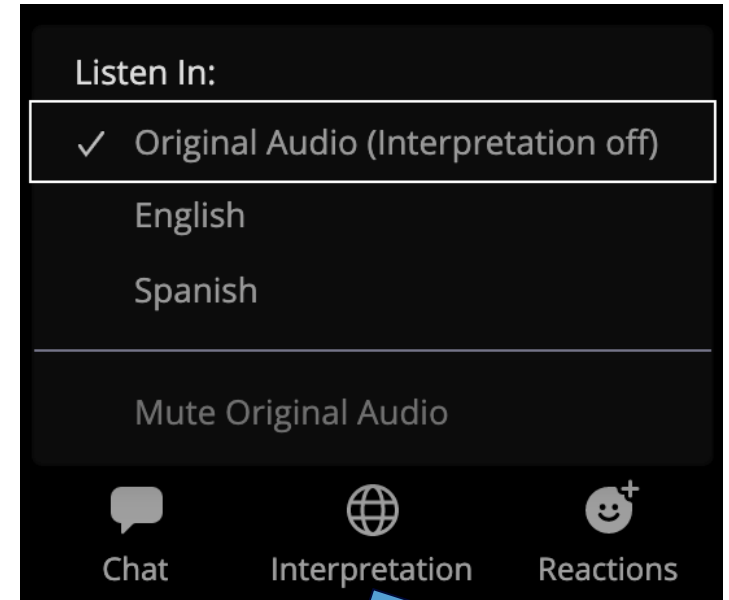 Listen In:
✓ Original Audio (Interpretation off)
English
Spanish
Mute Original Audio
Chat Interpretation Reactions